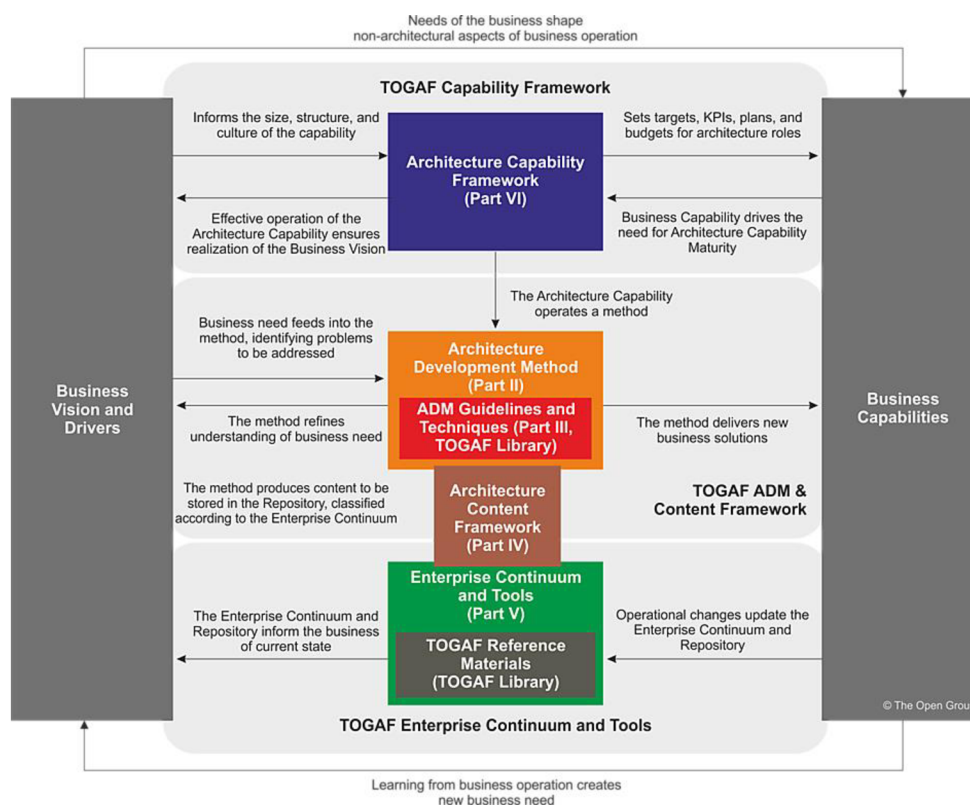 Needs of the business shape
non-architectural aspects of business operation
TOGAF Capability Framework
Informs the size, structure, and
culture of the capability
Sets targets, KPIs, plans, and
budgets for architecture roles
Architecture Capability
Framework
(Part VI)
Effective operation of the
Architecture Capability ensures
realization of the Business Vision
Business Capability drives the
need for Architecture Capability
Maturity
The Architecture Capability
operates a method
Business need feeds into the
method, identifying problems
to be addressed
Architecture
Development Method
(Part II)
Business
Vision and
Drivers
Business
Capabilities
ADM Guidelines and
Techniques (Part III,
TOGAF Library)
The method refines
understanding of business need
The method delivers new
business solutions
The method produces content to be
stored in the Repository, classified
according to the Enterprise Continuum
Architecture
Content
Framework
(Part IV)
TOGAF ADM &
Content Framework
Enterprise Continuum
and Tools
(Part V)
The Enterprise Continuum and
Repository inform the business
of current state
Operational changes update the
Enterprise Continuum and
Repository
TOGAF Reference
Materials
(TOGAF Library)
© The Open Grou
TOGAF Enterprise Continuum and Tools
Learning from business operation creates
new business need